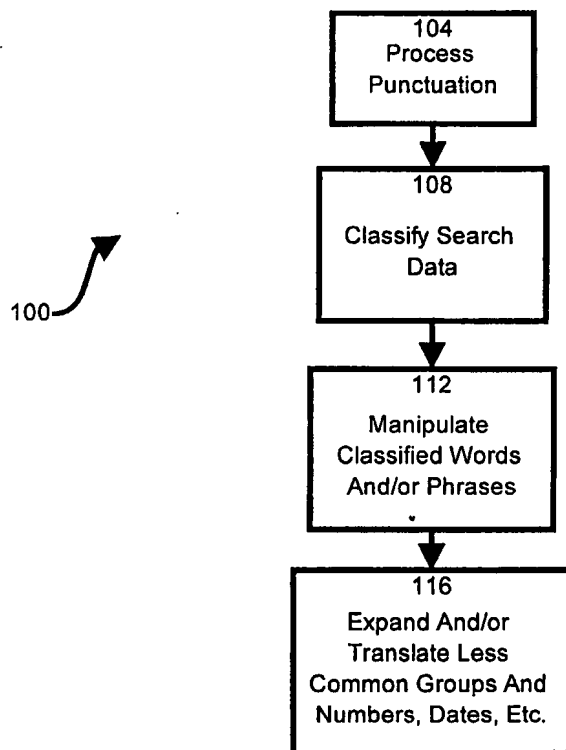 104
Process
Punctuation
108
Classify Search
Data
100
112
Manipulate
Classified Words
And/or Phrases
116
Expand And/or
Translate Less
Common Groups And
Numbers, Dates, Etc.